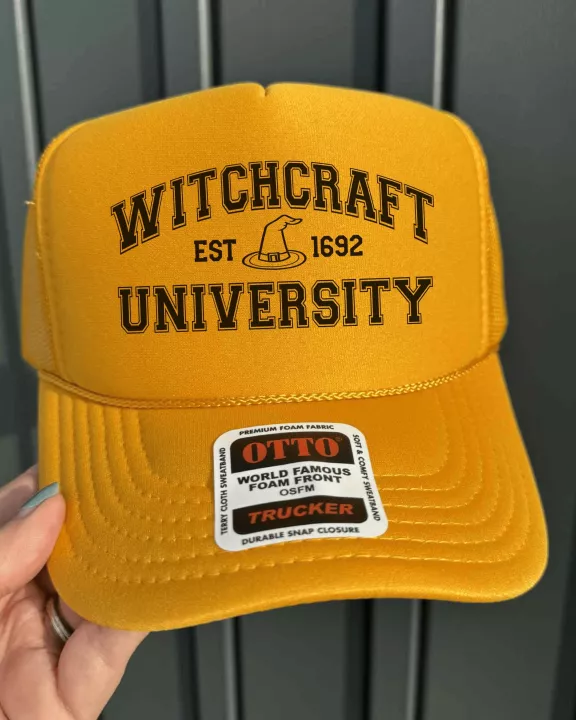 WITCHCRAFT
EST 1692
UNIVERSITY
PREMIUM FOAM FABRIC
OTTO®
WORLD FAMOUS
FOAM FRONT
OSFM
TRUCKER
DURABLE SNAP CLOSURE
TERRY CLOTH SWEATBAND
SOFT & COMFY SWEATBAND